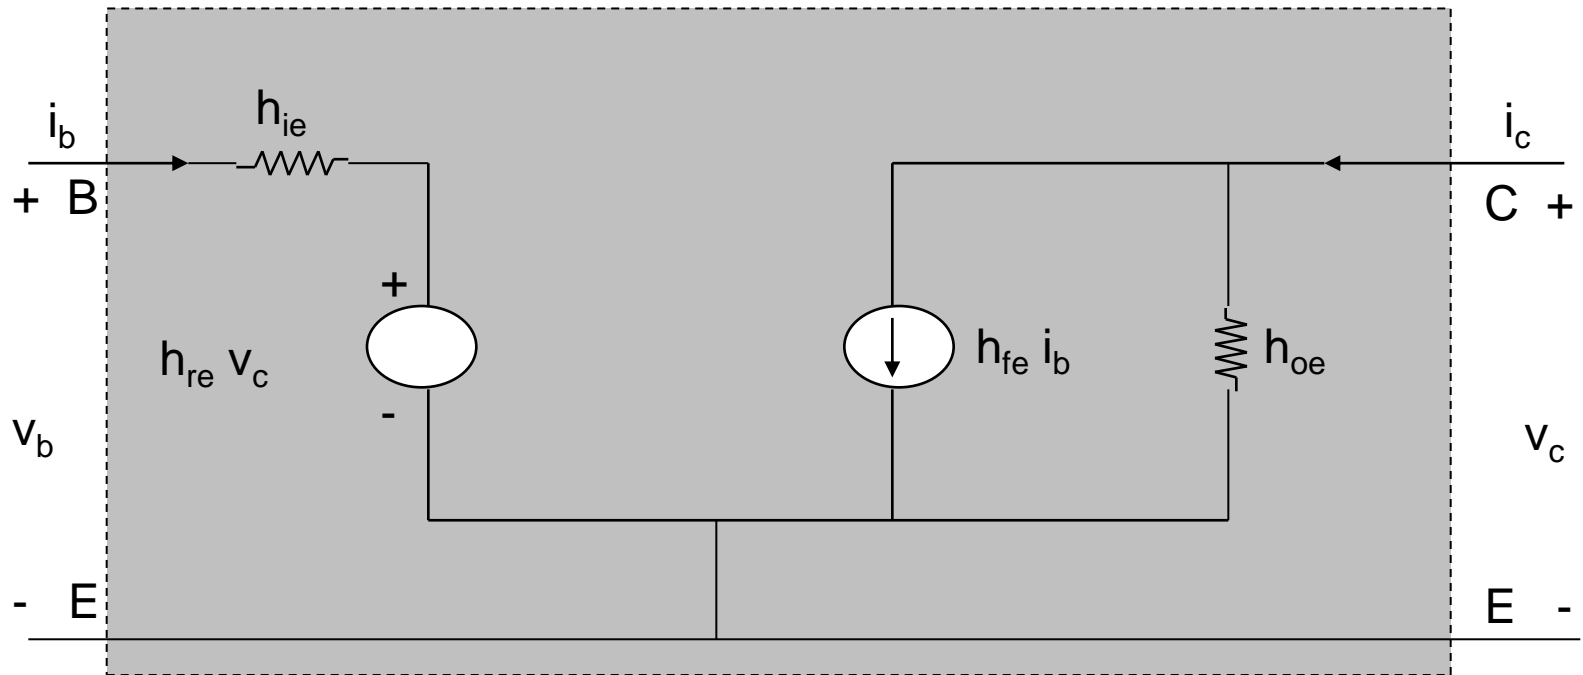 i_b h_ie i_c
+ B C +
+
h_re v_c h_fe i_b h_oe
-
v_b v_c
- E E -